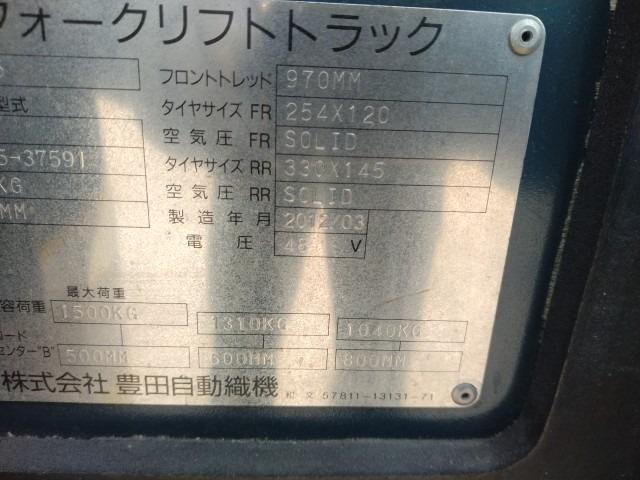 フォークリフトトラック
フロントトレッド 970MM
型式 タイヤサイズ FR 254X120
空気圧 FR SOLID
5-37591 タイヤサイズ RR 330X145
KG 空気圧 RR SOLID
MM 製造年月 2012/03
電圧 48 V
最大荷重
容荷重 1500KG 1310KG 1040KG
ロード
センター"B" 500MM 600MM 800MM
株式会社 豊田自動織機 和文 57811-13131-71